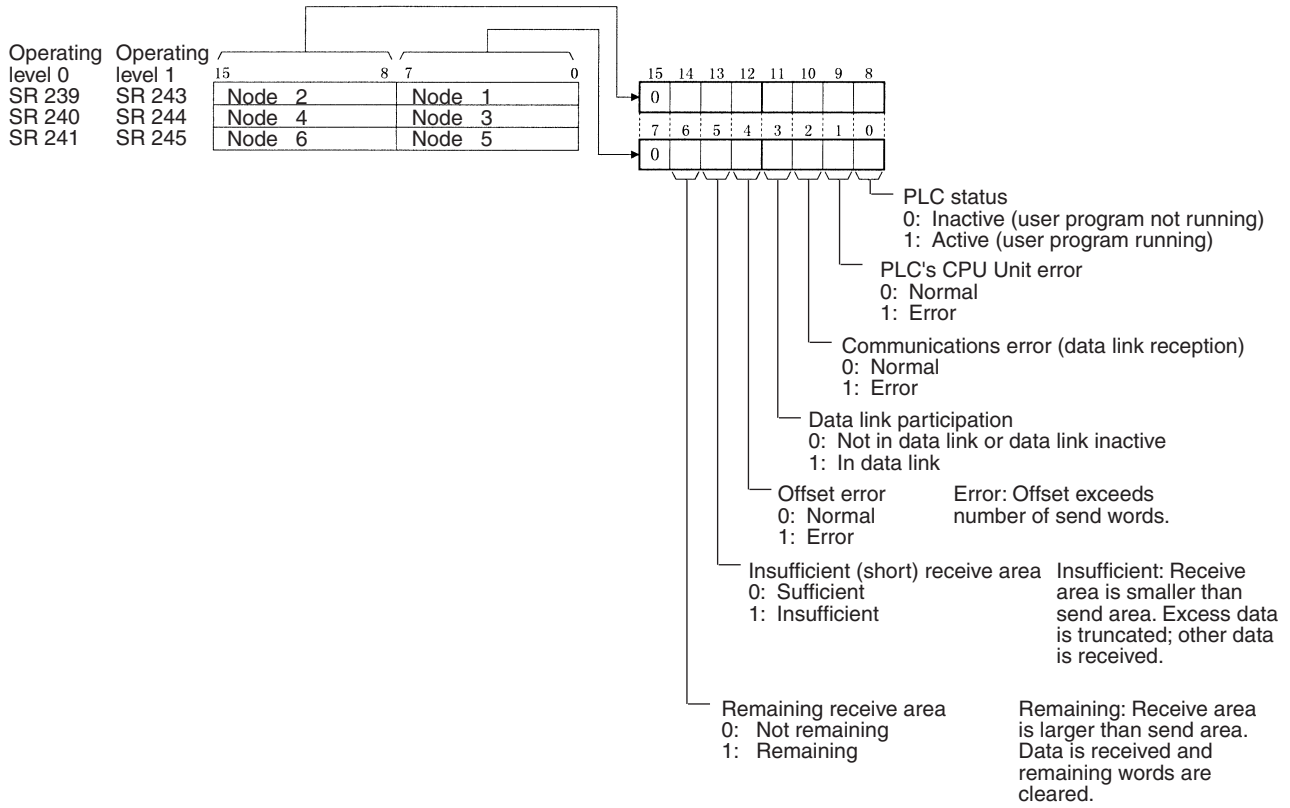 Operating level 0
Operating level 1
15 8 7 0
SR 239 SR 243 Node 2 Node 1
SR 240 SR 244 Node 4 Node 3
SR 241 SR 245 Node 6 Node 5
15 14 13 12 11 10 9 8
0
7 6 5 4 3 2 1 0
0
PLC status
0: Inactive (user program not running)
1: Active (user program running)
PLC's CPU Unit error
0: Normal
1: Error
Communications error (data link reception)
0: Normal
1: Error
Data link participation
0: Not in data link or data link inactive
1: In data link
Offset error
0: Normal
1: Error
Error: Offset exceeds
number of send words.
Insufficient (short) receive area
0: Sufficient
1: Insufficient
Insufficient: Receive
area is smaller than
send area. Excess data
is truncated; other data
is received.
Remaining receive area
0: Not remaining
1: Remaining
Remaining: Receive area
is larger than send area.
Data is received and
remaining words are
cleared.